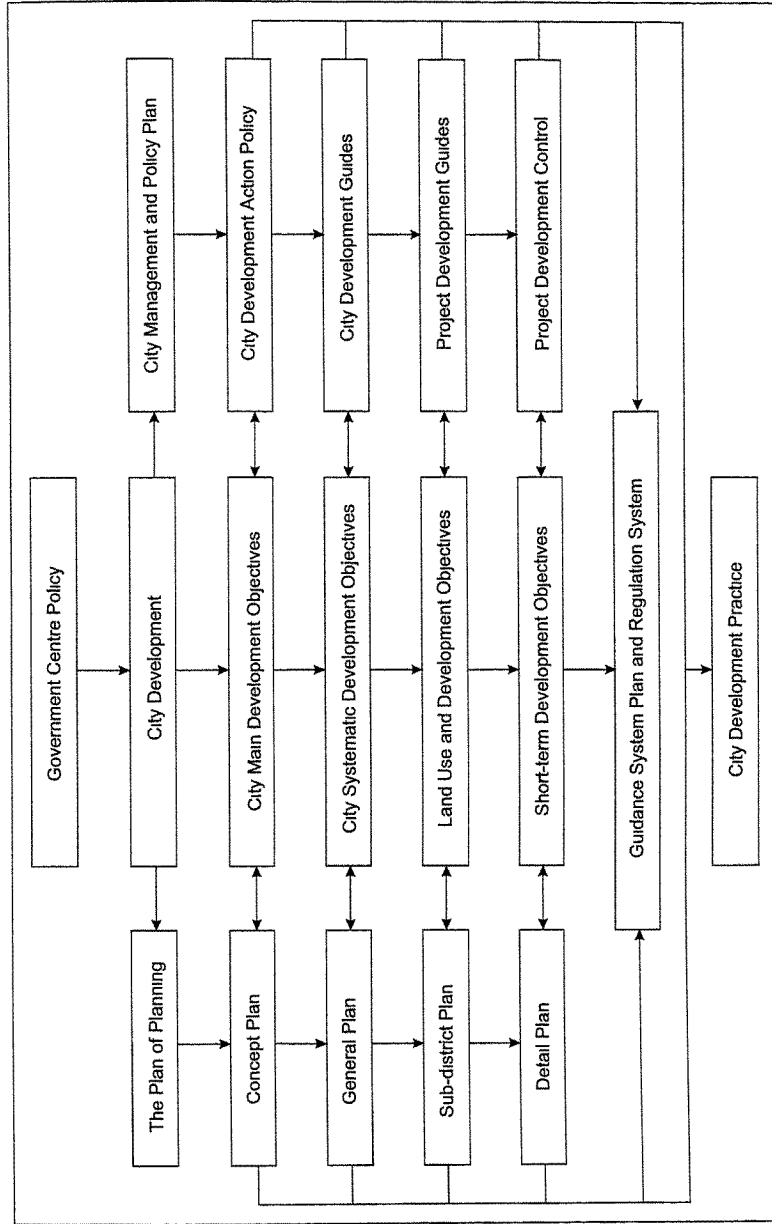 Government Centre Policy
The Plan of Planning
City Development
City Management and Policy Plan
Concept Plan
City Main Development Objectives
City Development Action Policy
General Plan
City Systematic Development Objectives
City Development Guides
Sub-district Plan
Land Use and Development Objectives
Project Development Guides
Detail Plan
Short-term Development Objectives
Project Development Control
Guidance System Plan and Regulation System
City Development Practice